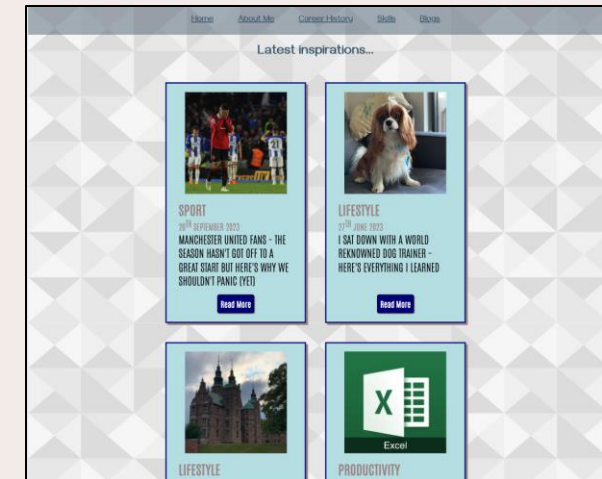 Home About Me Career History Skills Blogs
Latest inspirations...
21
SPORT
26TH SEPTEMBER 2023
MANCHESTER UNITED FANS - THE
SEASON HASN'T GOT OFF TO A
GREAT START BUT HERE'S WHY WE
SHOULDN'T PANIC (YET)
Read More
LIFESTYLE
27TH JUNE 2023
I SAT DOWN WITH A WORLD
REKNOWNED DOG TRAINER -
HERE'S EVERYTHING I LEARNED
Read More
LIFESTYLE
X
Excel
PRODUCTIVITY